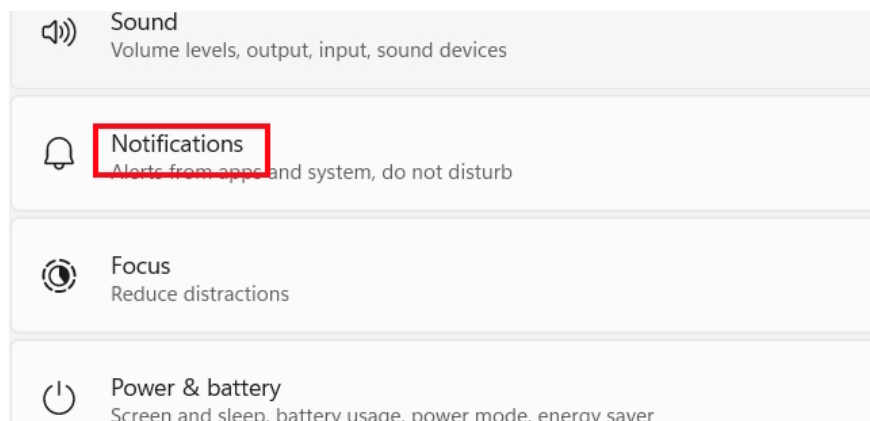 Sound
Volume levels, output, input, sound devices
Notifications
Alerts from apps and system, do not disturb
Focus
Reduce distractions
Power & battery
Screen and sleep, battery usage, power mode, energy saver